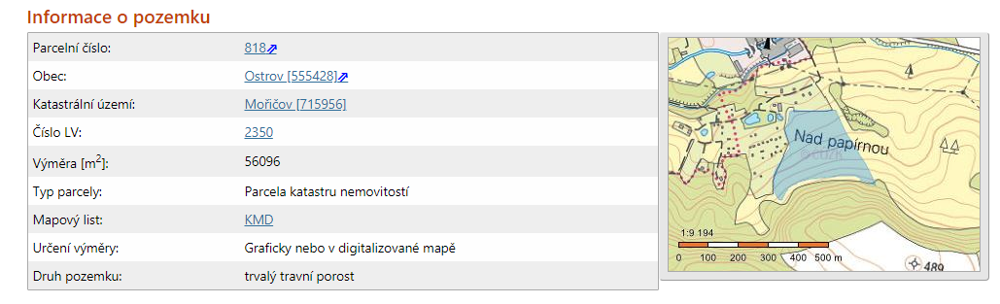 Informace o pozemku
Parcelní číslo: 818
Obec: Ostrov [555428]
Katastrální území: Mořičov [715956]
Číslo LV: 2350
Výměra [m²]: 56096
Typ parcely: Parcela katastru nemovitostí
Mapový list: KMD
Určení výměry: Graficky nebo v digitalizované mapě
Druh pozemku: trvalý travní porost
Nad papírnou
1:9 194
0 100 200 300 400 500 m
489